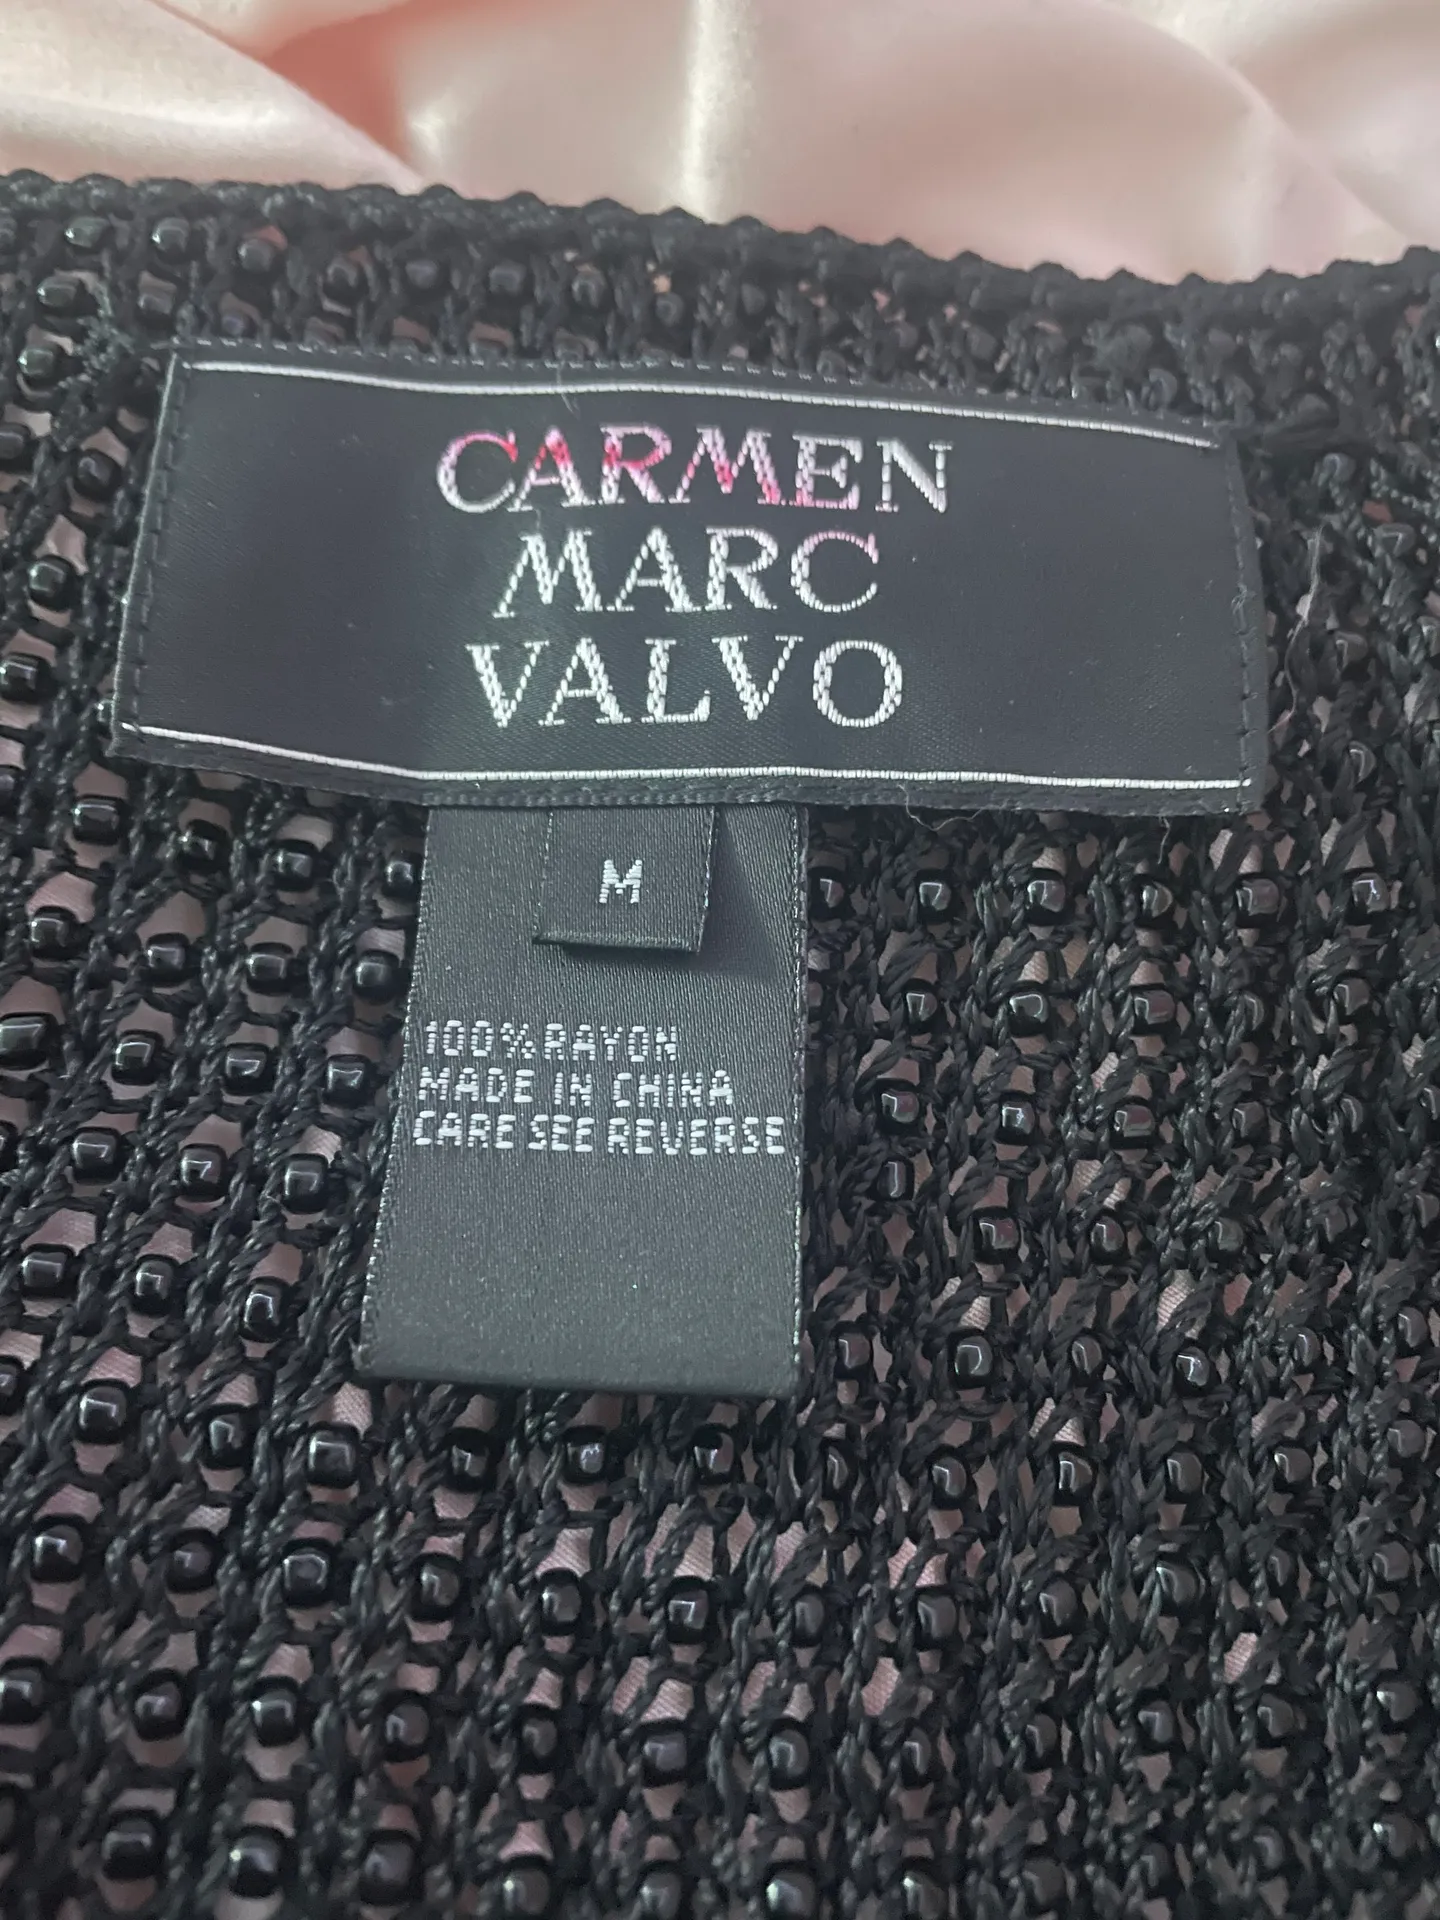 CARMEN
MARC
VALVO
M
100% RAYON
MADE IN CHINA
CARE SEE REVERSE